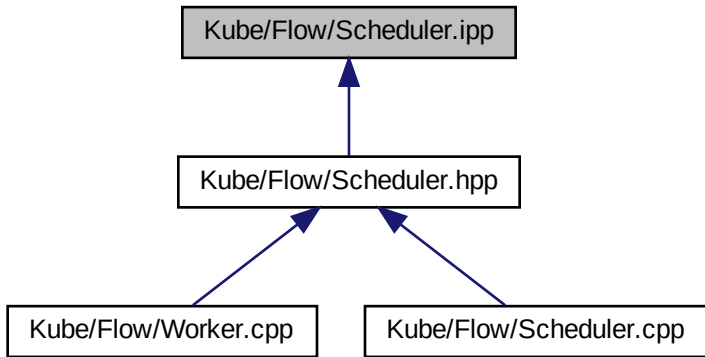 Kube/Flow/Scheduler.ipp
Kube/Flow/Scheduler.hpp
Kube/Flow/Worker.cpp
Kube/Flow/Scheduler.cpp